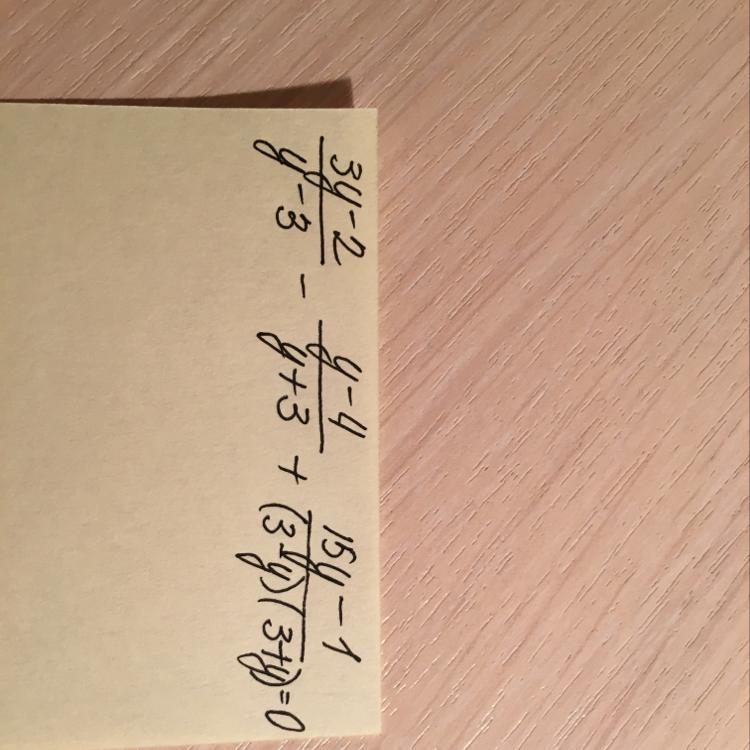 3y-2 / y-3 - y-4 / y+3 + 15y-1 / (3-y)(3+y) = 0